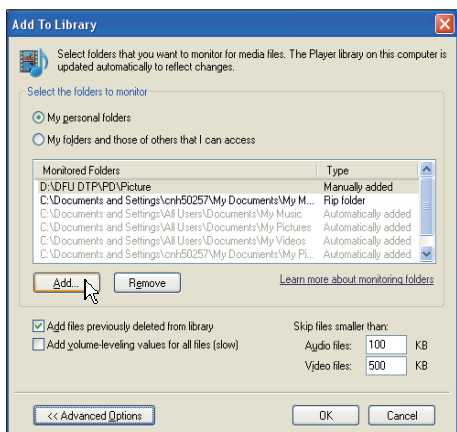 Add To Library
Select folders that you want to monitor for media files. The Player library on this computer is
updated automatically to reflect changes.
Select the folders to monitor
My personal folders
My folders and those of others that I can access
Monitored Folders Type
D:\DFU DTP\PD\Picture Manually added
C:\Documents and Settings\cnh50257\My Documents\My M... Rip folder
C:\Documents and Settings\All Users\Documents\My Music Automatically added
C:\Documents and Settings\All Users\Documents\My Pictures Automatically added
C:\Documents and Settings\All Users\Documents\My Videos Automatically added
C:\Documents and Settings\cnh50257\My Documents\My Pi... Automatically added
Add... Remove Learn more about monitoring folders
Add files previously deleted from library Skip files smaller than:
Add volume-leveling values for all files (slow) Audio files: 100 KB
Video files: 500 KB
<< Advanced Options OK Cancel